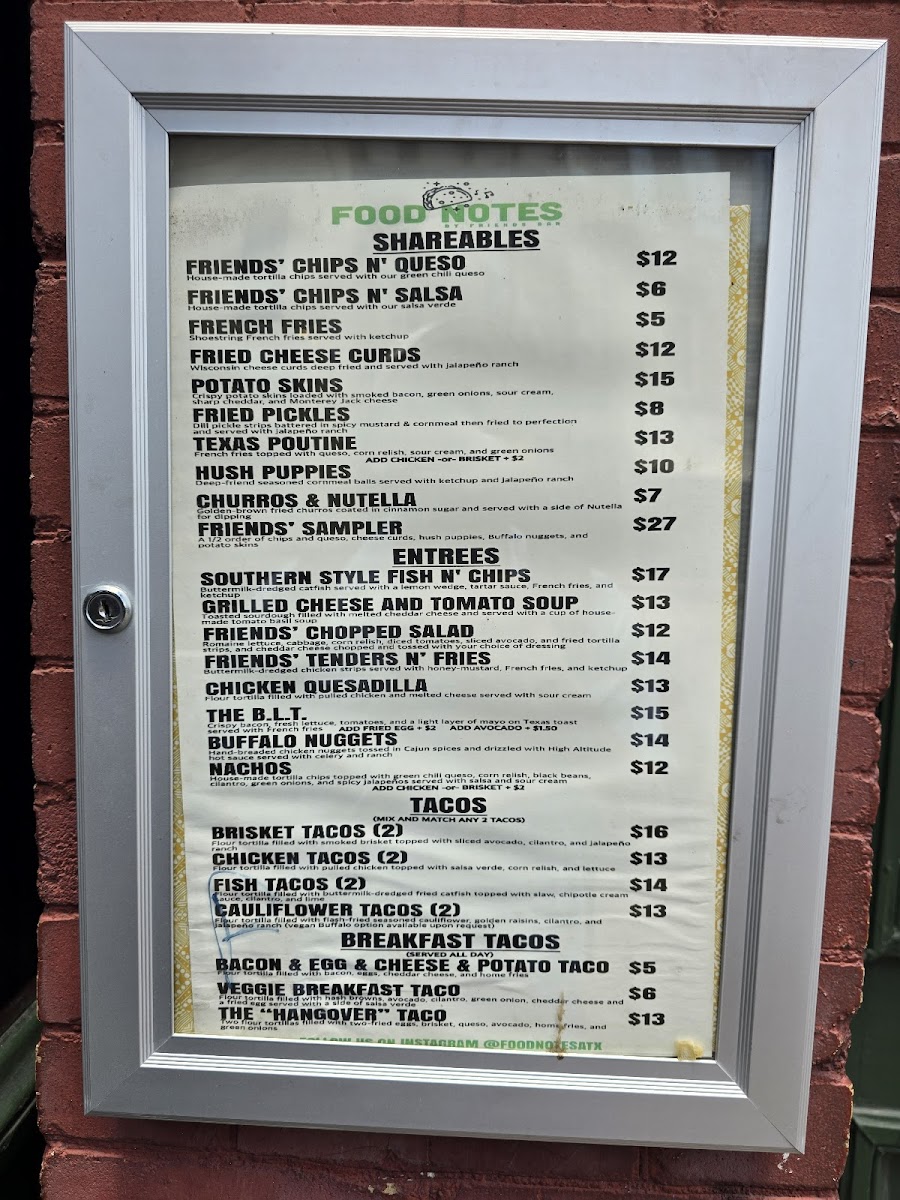 FOOD NOTES
BY FRIENDS BAR
SHAREABLES
FRIENDS' CHIPS N' QUESO $12
House-made tortilla chips served with our green chili queso
FRIENDS' CHIPS N' SALSA $6
House-made tortilla chips served with our salsa verde
FRENCH FRIES $5
Shoestring French fries served with ketchup
FRIED CHEESE CURDS $12
Wisconsin cheese curds deep fried and served with jalapeño ranch
POTATO SKINS $15
Crispy potato skins loaded with smoked bacon, green onions, sour cream,
sharp cheddar, and Monterey Jack cheese
FRIED PICKLES $8
Dill pickle strips battered in spicy mustard & cornmeal then fried to perfection
and served with jalapeño ranch
TEXAS POUTINE $13
French fries topped with queso, corn relish, sour cream, and green onions
ADD CHICKEN -or- BRISKET + $2
HUSH PUPPIES $10
Deep-friend seasoned cornmeal balls served with ketchup and jalapeño ranch
CHURROS & NUTELLA $7
Golden-brown fried churros coated in cinnamon sugar and served with a side of Nutella
for dipping
FRIENDS' SAMPLER $27
A 1/2 order of chips and queso, cheese curds, hush puppies, Buffalo nuggets, and
potato skins
ENTREES
SOUTHERN STYLE FISH N' CHIPS $17
Buttermilk-dredged catfish served with a lemon wedge, tartar sauce, French fries, and
ketchup
GRILLED CHEESE AND TOMATO SOUP $13
Toasted sourdough filled with melted cheddar cheese and served with a cup of house-
made tomato basil soup
FRIENDS' CHOPPED SALAD $12
Romaine lettuce, cabbage, corn relish, diced tomatoes, sliced avocado, and fried tortilla
strips, and cheddar cheese chopped and tossed with your choice of dressing
FRIENDS' TENDERS N' FRIES $14
Buttermilk-dredged chicken strips served with honey-mustard, French fries, and ketchup
CHICKEN QUESADILLA $13
Flour tortilla filled with pulled chicken and melted cheese served with sour cream
THE B.L.T. $15
Crispy bacon, fresh lettuce, tomatoes, and a light layer of mayo on Texas toast
served with French fries ADD FRIED EGG + $2 ADD AVOCADO + $1.50
BUFFALO NUGGETS $14
Hand-breaded chicken nuggets tossed in Cajun spices and drizzled with High Altitude
hot sauce served with celery and ranch
NACHOS $12
House-made tortilla chips topped with green chili queso, corn relish, black beans,
cilantro, green onions, and spicy jalapeños served with salsa and sour cream
ADD CHICKEN -or- BRISKET + $2
TACOS
(MIX AND MATCH ANY 2 TACOS)
BRISKET TACOS (2) $16
Flour tortilla filled with smoked brisket topped with sliced avocado, cilantro, and jalapeño
ranch
CHICKEN TACOS (2) $13
Flour tortilla filled with pulled chicken topped with salsa verde, corn relish, and lettuce
FISH TACOS (2) $14
Flour tortilla filled with buttermilk-dredged fried catfish topped with slaw, chipotle cream
sauce, cilantro, and lime
CAULIFLOWER TACOS (2) $13
Flour tortilla filled with flash-fried seasoned cauliflower, golden raisins, cilantro, and
jalapeno ranch (vegan Buffalo option available upon request)
BREAKFAST TACOS
(SERVED ALL DAY)
BACON & EGG & CHEESE & POTATO TACO $5
Flour tortilla filled with bacon, eggs, cheddar cheese, and home fries
VEGGIE BREAKFAST TACO $6
Flour tortilla filled with hash browns, avocado, cilantro, green onion, cheddar cheese and
a fried egg served with a side of salsa verde
THE "HANGOVER" TACO $13
Two flour tortillas filled with two-fried eggs, brisket, queso, avocado, home fries, and
green onions
FOLLOW US ON INSTAGRAM @FOODNOTESATX